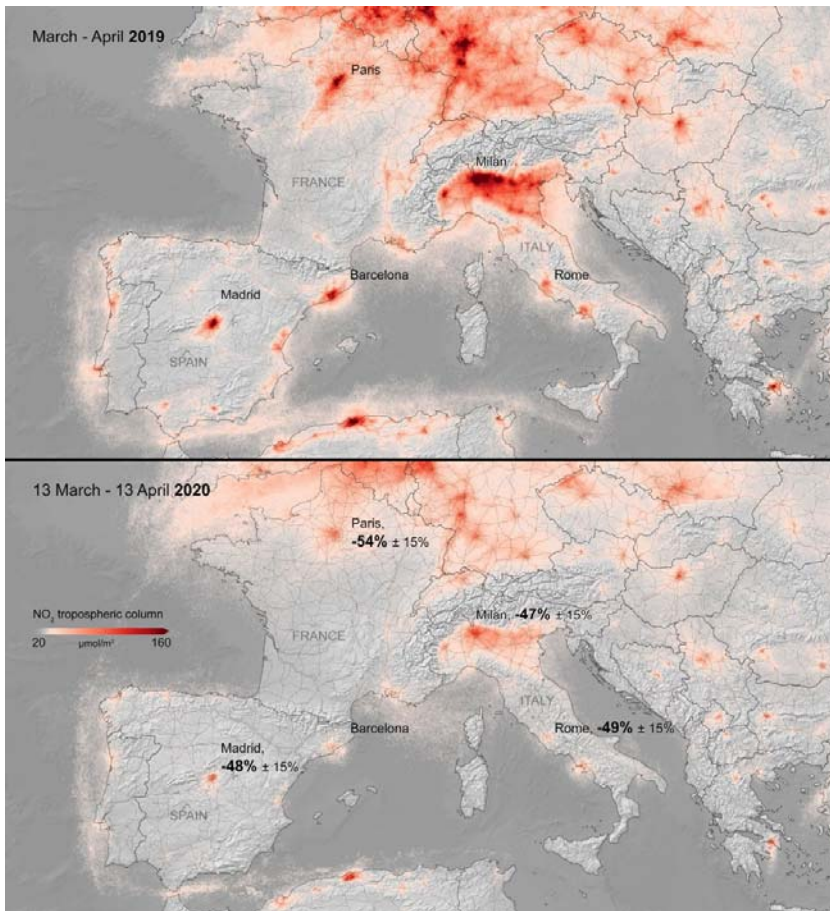 March - April 2019
Paris
Milan
FRANCE
ITALY
Barcelona
Rome
Madrid
SPAIN
13 March - 13 April 2020
Paris,
-54% ± 15%
NO₂ tropospheric column
20 160
µmol/m²
Milan, -47% ± 15%
FRANCE
ITALY
Barcelona
Rome, -49% ± 15%
Madrid,
-48% ± 15%
SPAIN